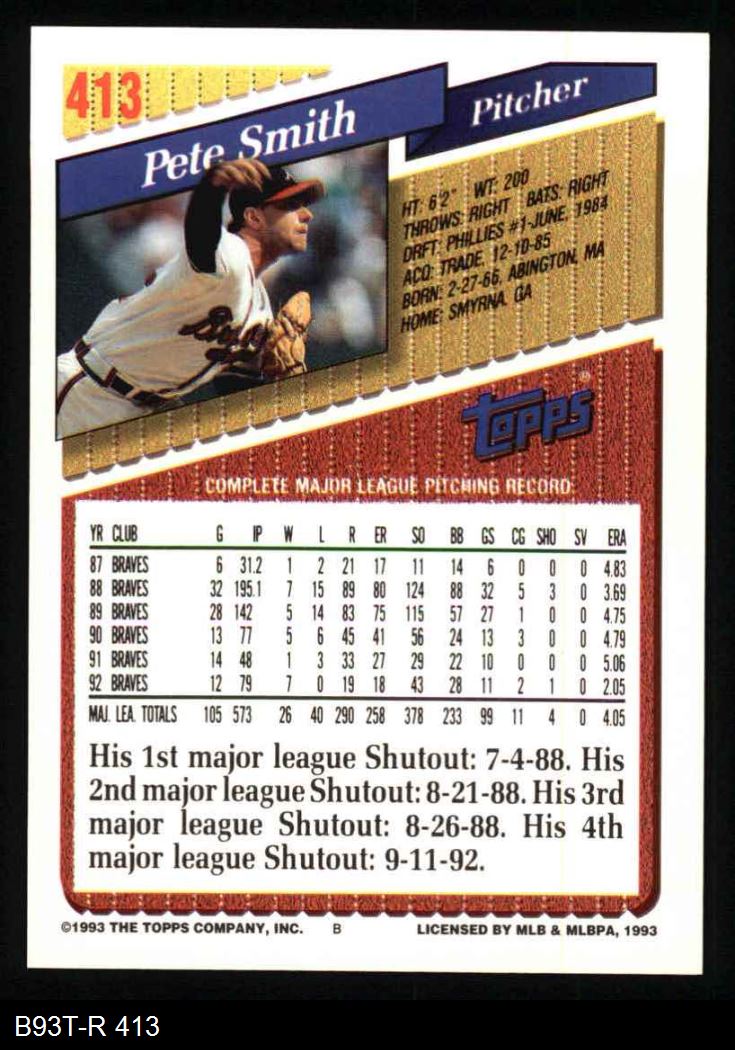 413
Pete Smith
Pitcher
HT: 6'2" WT: 200
THROWS: RIGHT BATS: RIGHT
DRFT: PHILLIES #1-JUNE, 1984
ACQ: TRADE, 12-10-85
BORN: 2-27-66, ABINGTON, MA
HOME: SMYRNA, GA
Braves
Topps®
COMPLETE MAJOR LEAGUE PITCHING RECORD
YR CLUB G IP W L R ER SO BB GS CG SHO SV ERA
87 BRAVES 6 31.2 1 2 21 17 11 14 6 0 0 0 4.83
88 BRAVES 32 195.1 7 15 89 80 124 88 32 5 3 0 3.69
89 BRAVES 28 142 5 14 83 75 115 57 27 1 0 0 4.75
90 BRAVES 13 77 5 6 45 41 56 24 13 3 0 0 4.79
91 BRAVES 14 48 1 3 33 27 29 22 10 0 0 0 5.06
92 BRAVES 12 79 7 0 19 18 43 28 11 2 1 0 2.05
MAJ. LEA. TOTALS 105 573 26 40 290 258 378 233 99 11 4 0 4.05
His 1st major league Shutout: 7-4-88. His
2nd major league Shutout: 8-21-88. His 3rd
major league Shutout: 8-26-88. His 4th
major league Shutout: 9-11-92.
©1993 THE TOPPS COMPANY, INC. B LICENSED BY MLB & MLBPA, 1993
B93T-R 413